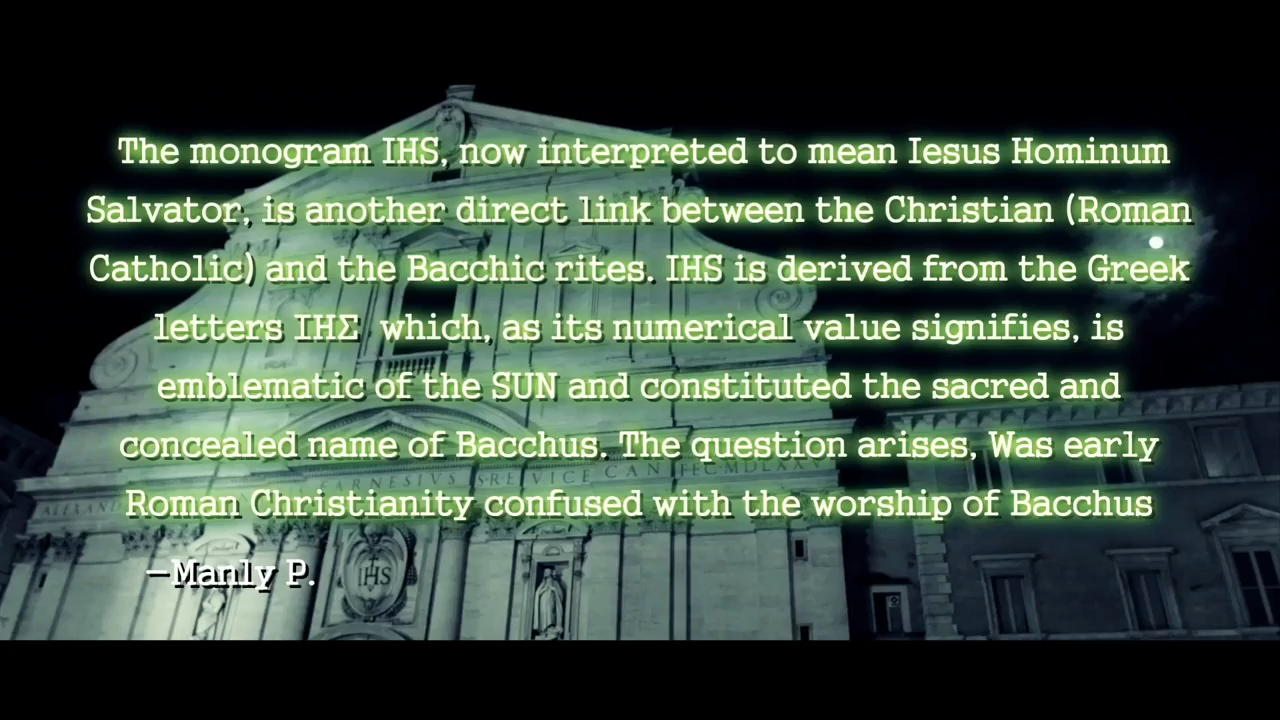 The monogram IHS, now interpreted to mean Iesus Hominum
Salvator, is another direct link between the Christian (Roman
Catholic) and the Bacchic rites. IHS is derived from the Greek
letters ΙΗΣ which, as its numerical value signifies, is
emblematic of the SUN and constituted the sacred and
concealed name of Bacchus. The question arises, Was early
Roman Christianity confused with the worship of Bacchus
—Manly P.
IHS